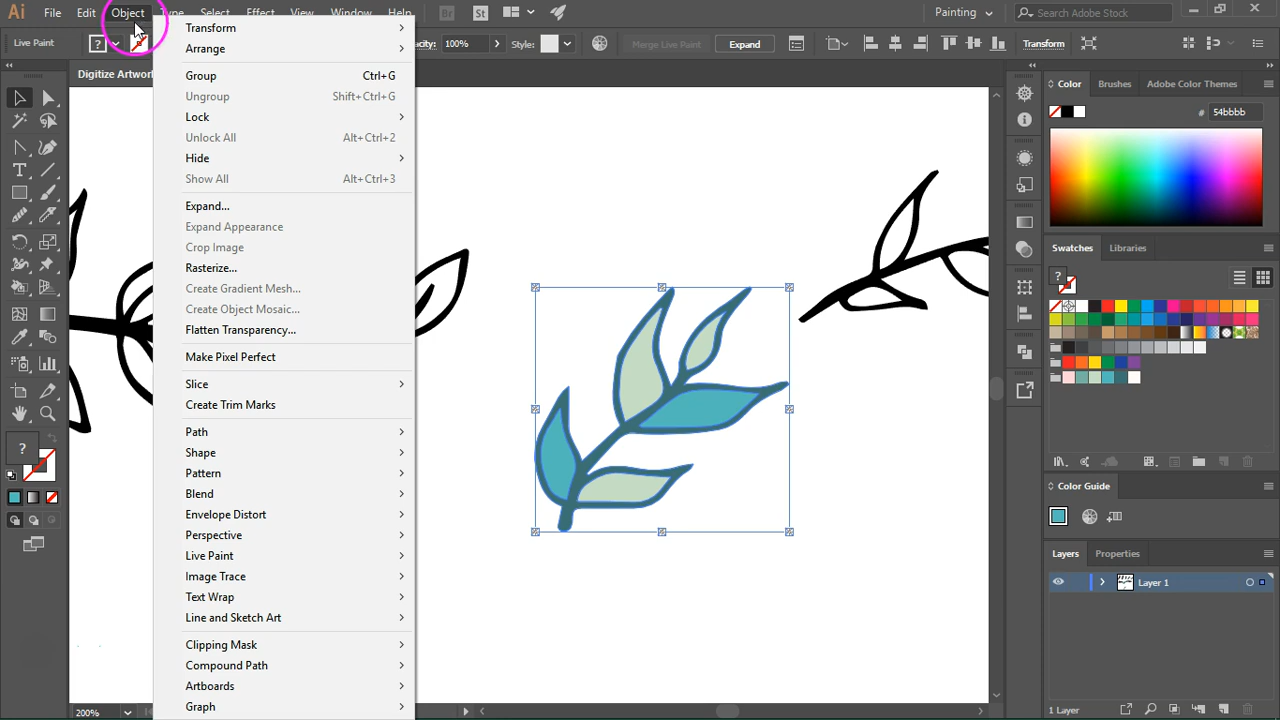 Ai File Edit Object Type Select Effect View Window Help Br St Painting Search Adobe Stock
Live Paint ? Opacity: 100% Style: Merge Live Paint Expand Transform
Digitize Artwor
Transform
Arrange
Group Ctrl+G
Ungroup Shift+Ctrl+G
Lock
Unlock All Alt+Ctrl+2
Hide
Show All Alt+Ctrl+3
Expand...
Expand Appearance
Crop Image
Rasterize...
Create Gradient Mesh...
Create Object Mosaic...
Flatten Transparency...
Make Pixel Perfect
Slice
Create Trim Marks
Path
Shape
Pattern
Blend
Envelope Distort
Perspective
Live Paint
Image Trace
Text Wrap
Line and Sketch Art
Clipping Mask
Compound Path
Artboards
Graph
?
200%
Color Brushes Adobe Color Themes
# 54bbbb
Swatches Libraries
?
Color Guide
Layers Properties
Layer 1
1 Layer